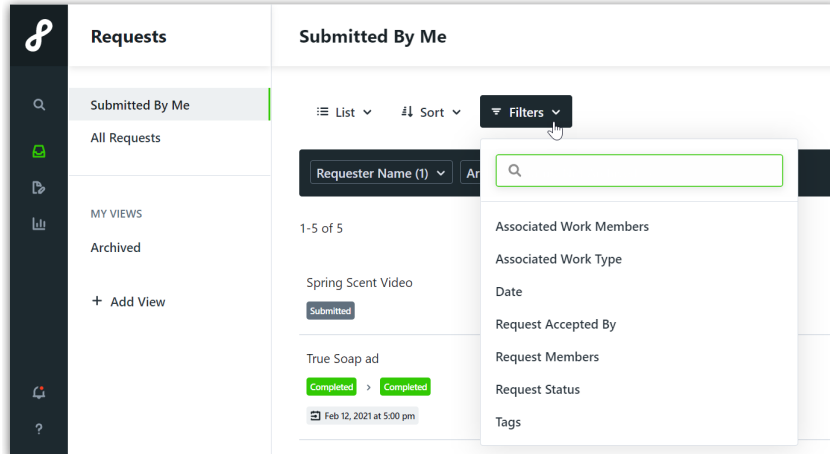 Requests
Submitted By Me
Submitted By Me
All Requests
MY VIEWS
Archived
+ Add View
List
Sort
Filters
Requester Name (1)
1-5 of 5
Spring Scent Video
Submitted
True Soap ad
Completed > Completed
Feb 12, 2021 at 5:00 pm
Associated Work Members
Associated Work Type
Date
Request Accepted By
Request Members
Request Status
Tags
?